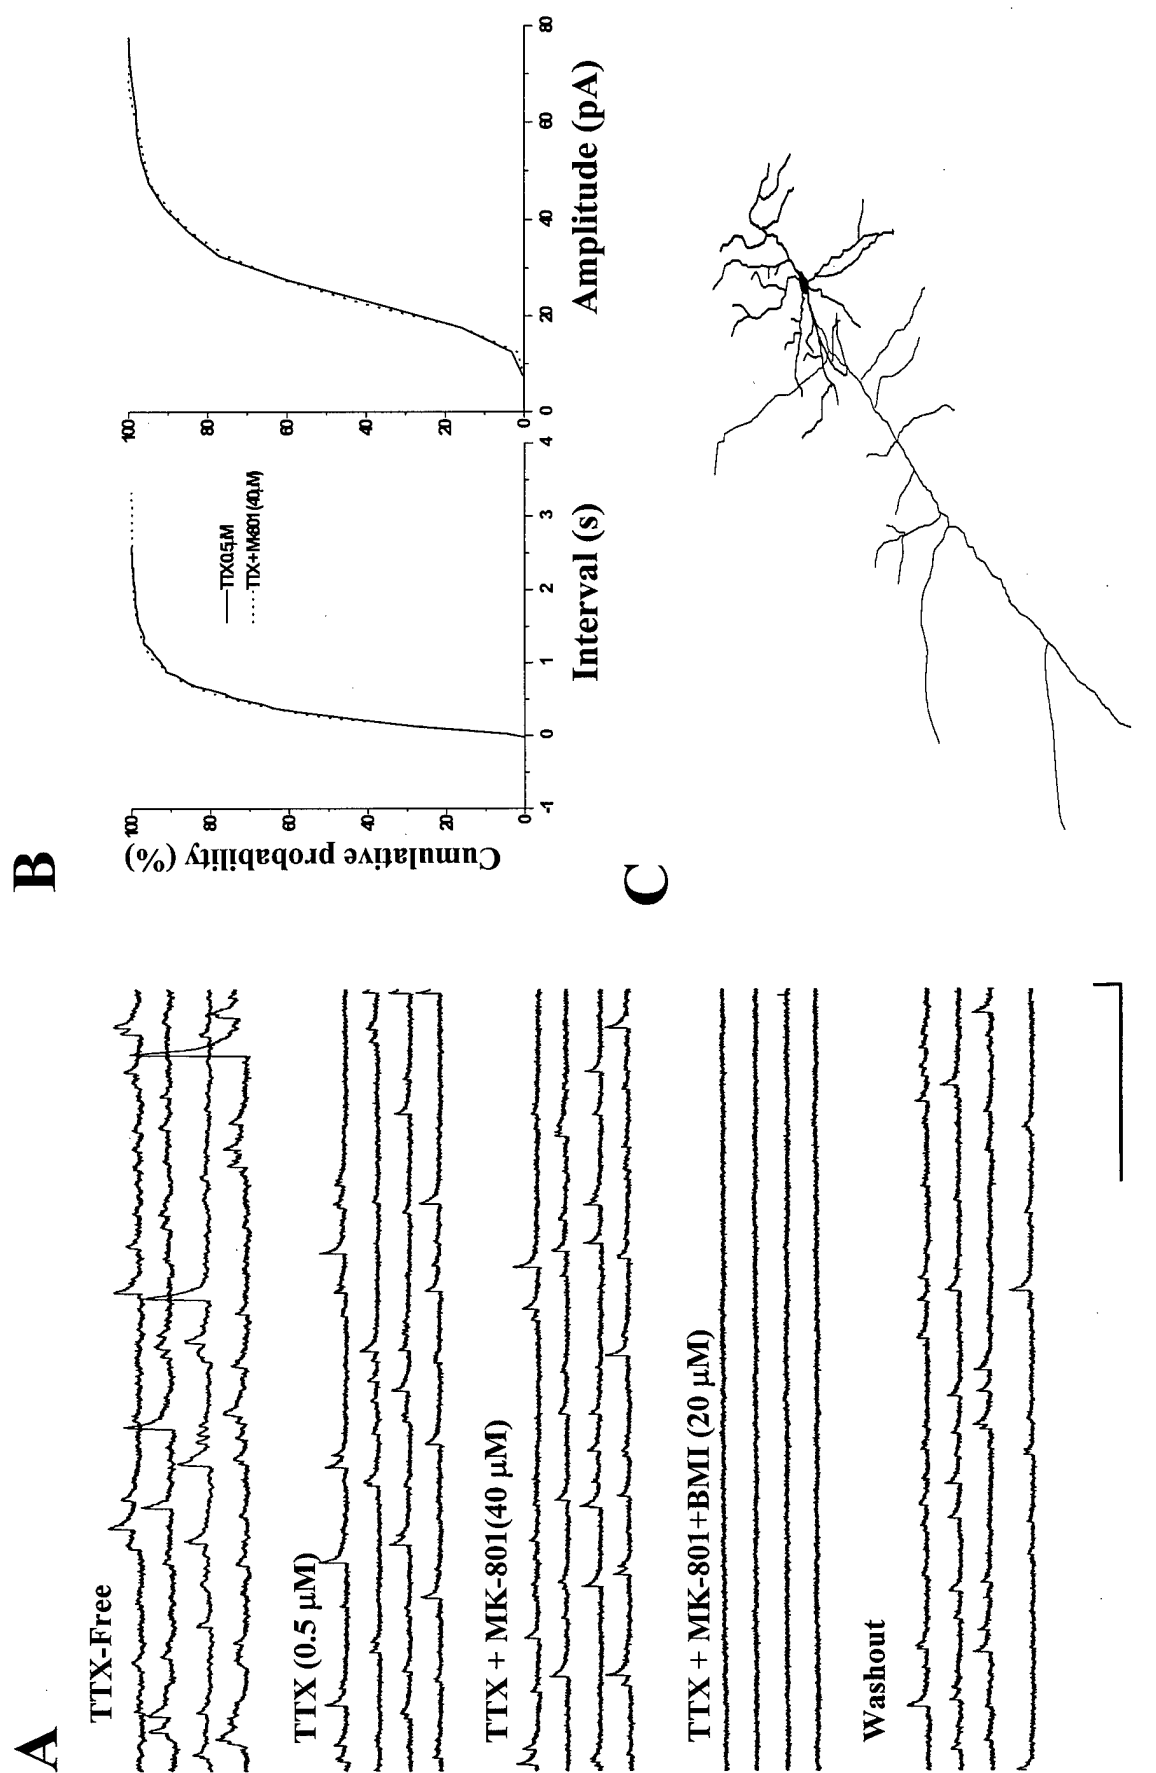 A
TTX-Free
TTX (0.5 µM)
TTX + MK-801(40 µM)
TTX + MK-801+BMI (20 µM)
Washout
B
Cumulative probability (%)
100
80
60
40
20
0
-1
0
1
2
3
4
Interval (s)
TTX0.5µM
TTX+Mk-801(40µM)
100
80
60
40
20
0
0
20
40
60
80
Amplitude (pA)
C